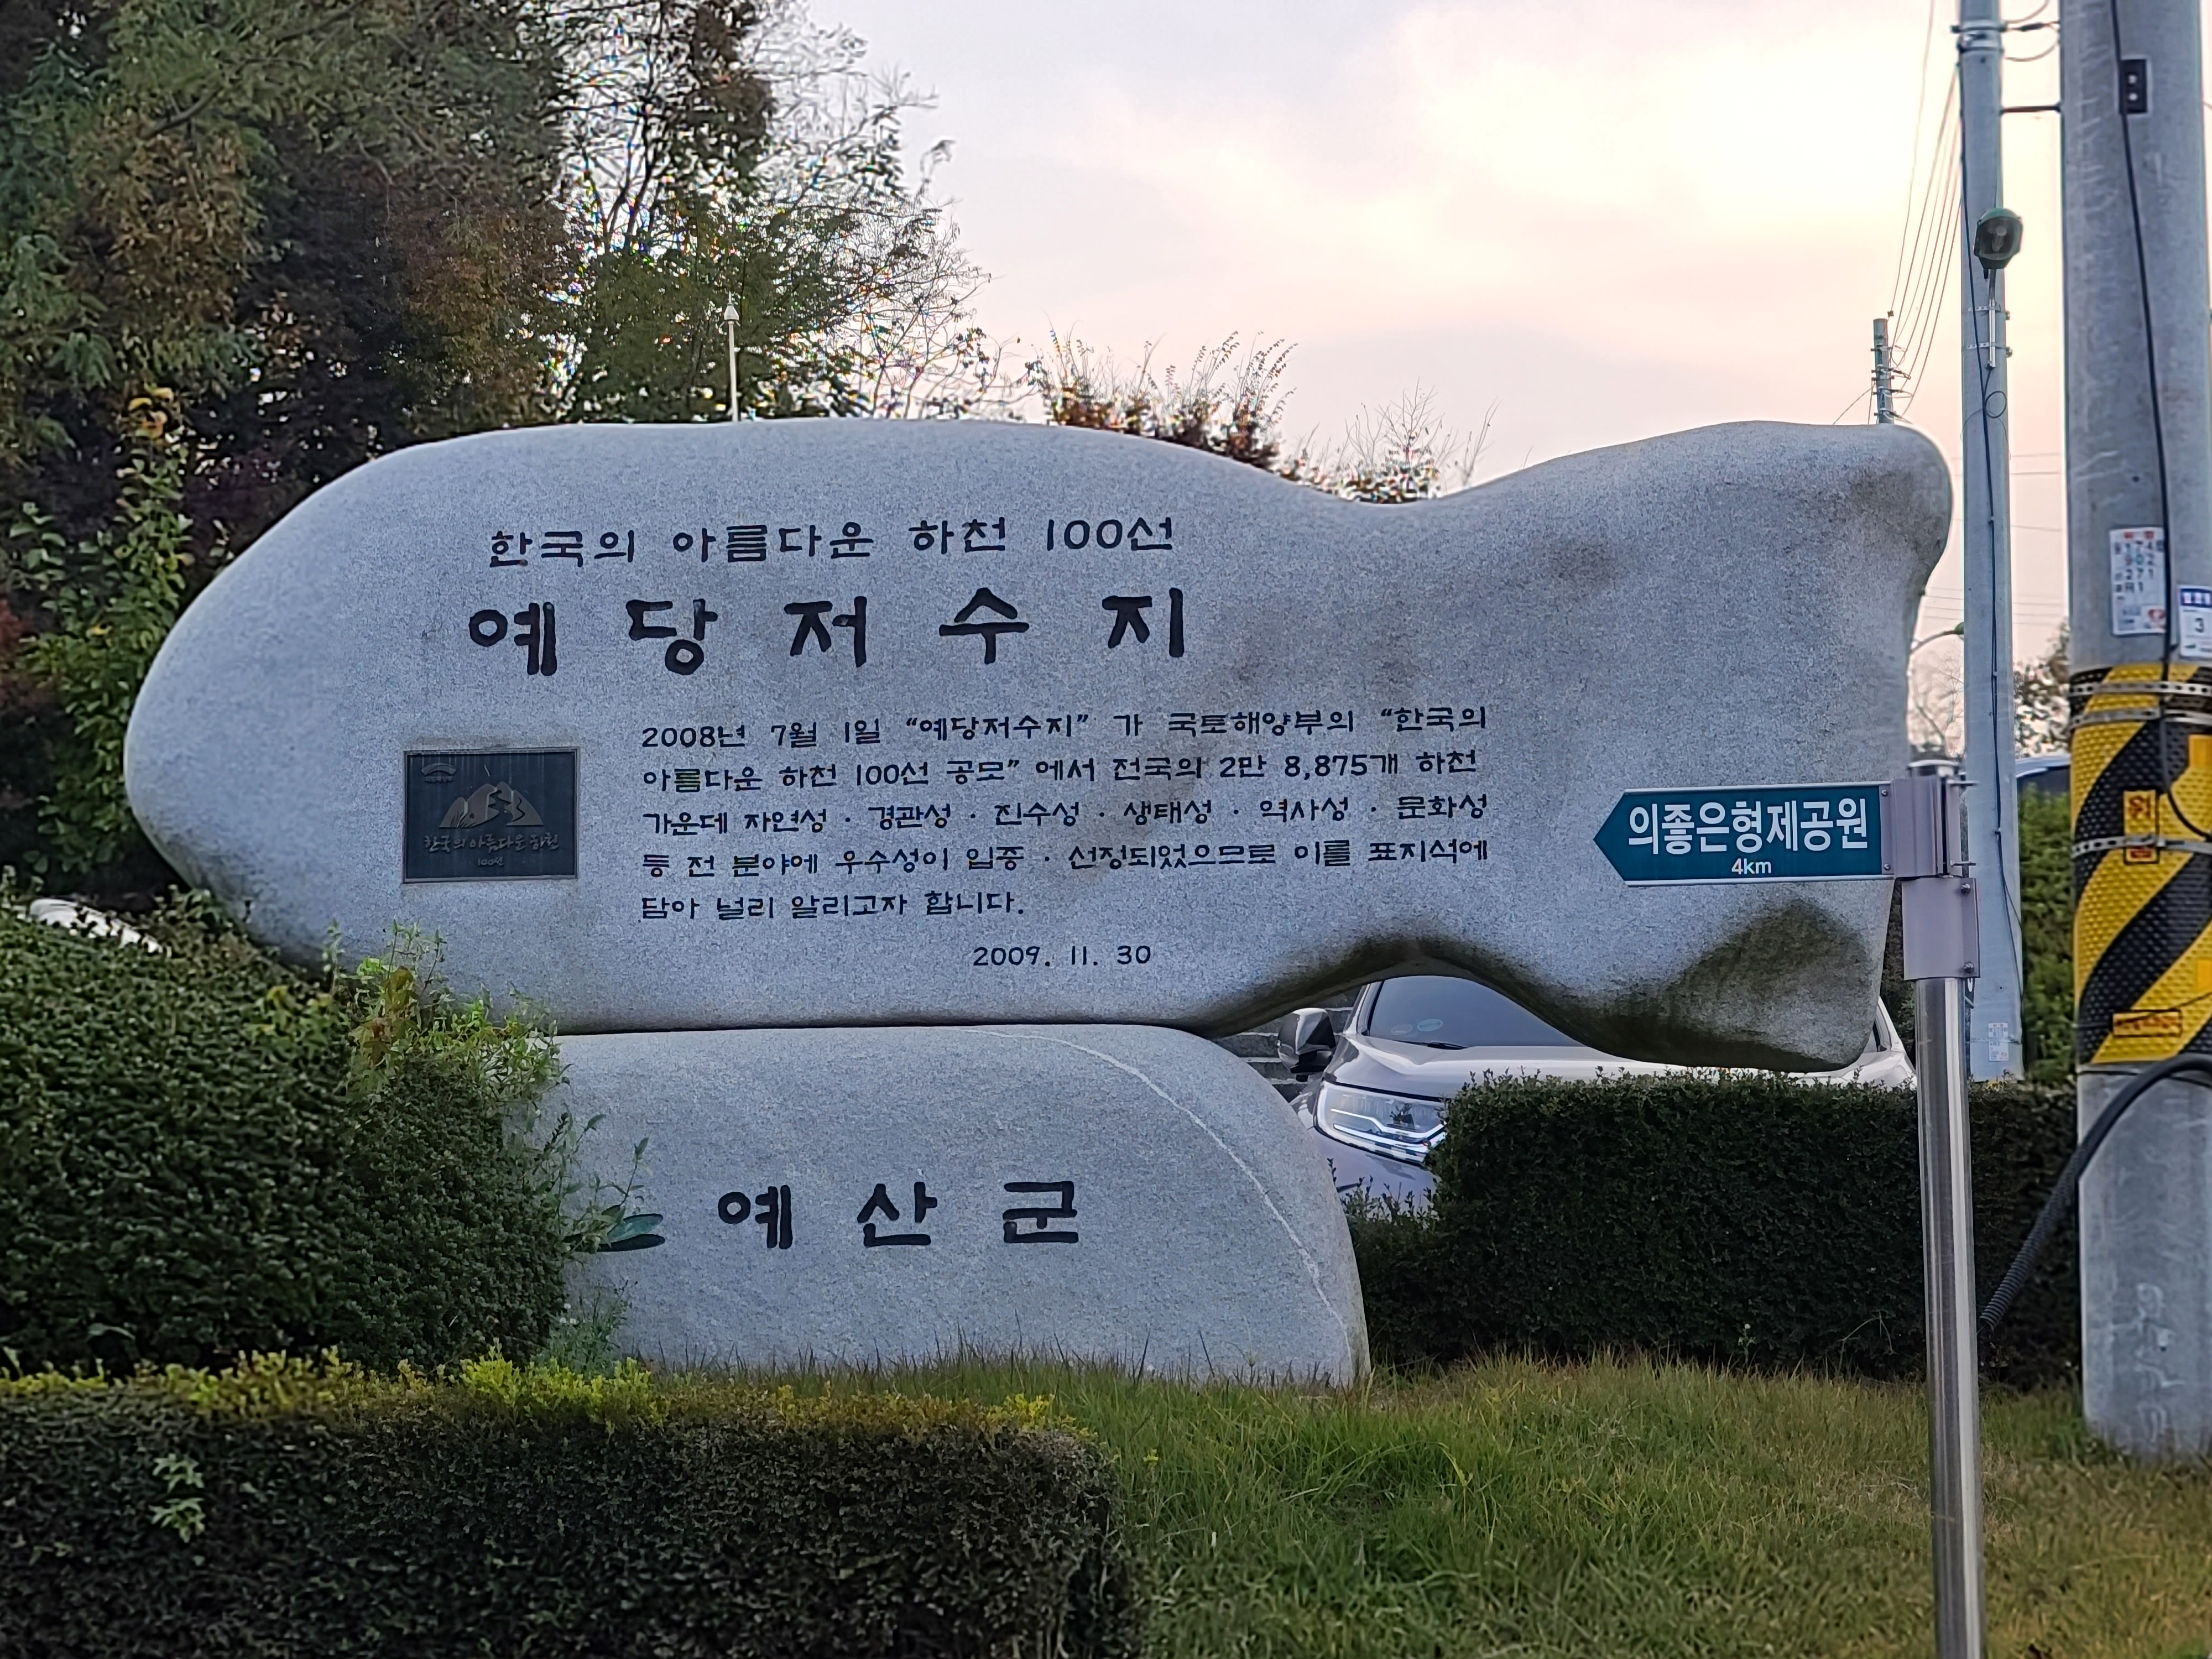 한국의 아름다운 하천 100선
예당저수지
2008년 7월 1일 “예당저수지” 가 국토해양부의 “한국의
아름다운 하천 100선 공모” 에서 전국의 2만 8,875개 하천
가운데 자연성 · 경관성 · 친수성 · 생태성 · 역사성 · 문화성
등 전 분야에 우수성이 입증 · 선정되었으므로 이를 표지석에
담아 널리 알리고자 합니다.
2009. 11. 30
한국의 아름다운 하천
100선
예산군
의좋은형제공원
4km
위
3